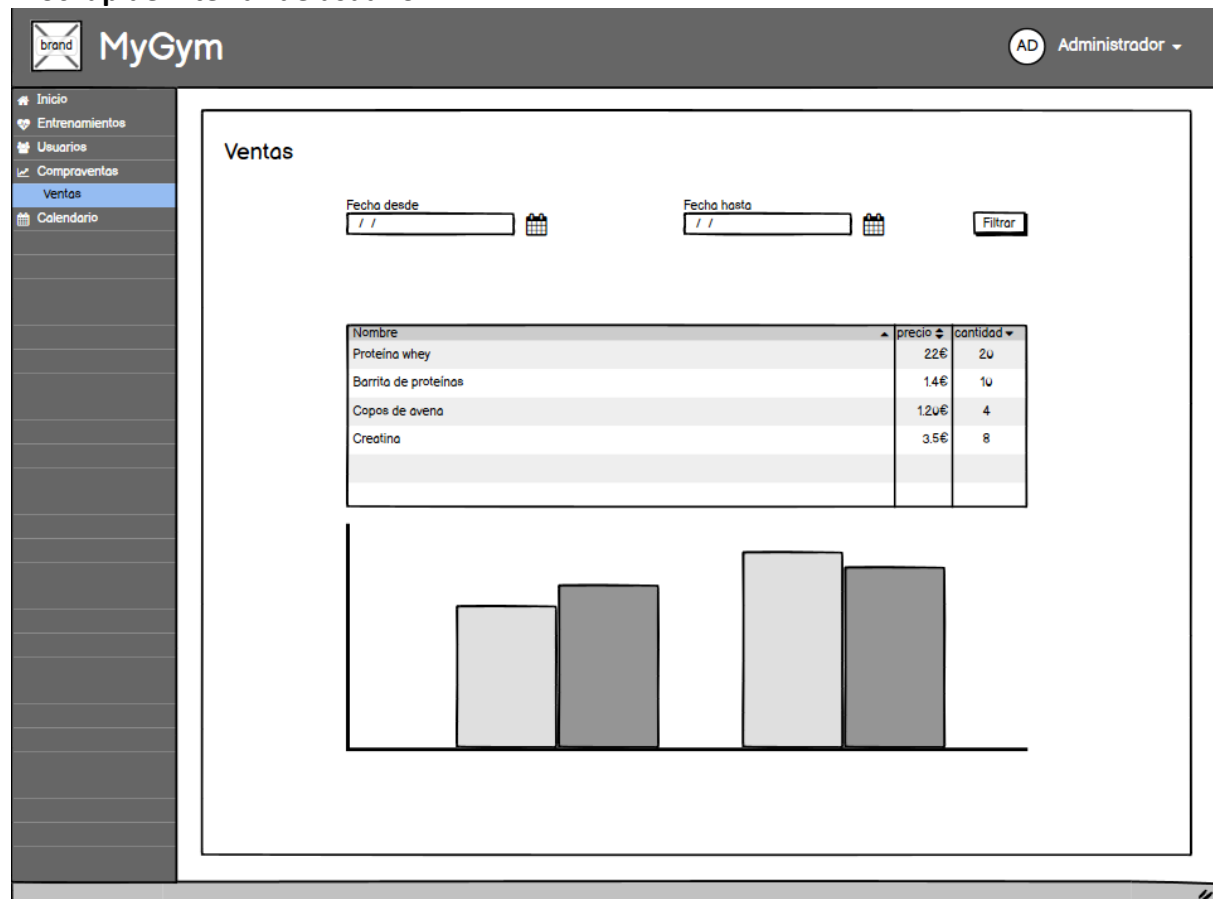 brand MyGym AD Administrador
Inicio
Entrenamientos
Usuarios
Compraventas
Ventas
Calendario
Ventas
Fecha desde Fecha hasta
/ / / / Filtrar
Nombre precio cantidad
Proteína whey 22€ 20
Barrita de proteínas 1.4€ 10
Copos de avena 1.20€ 4
Creatina 3.5€ 8